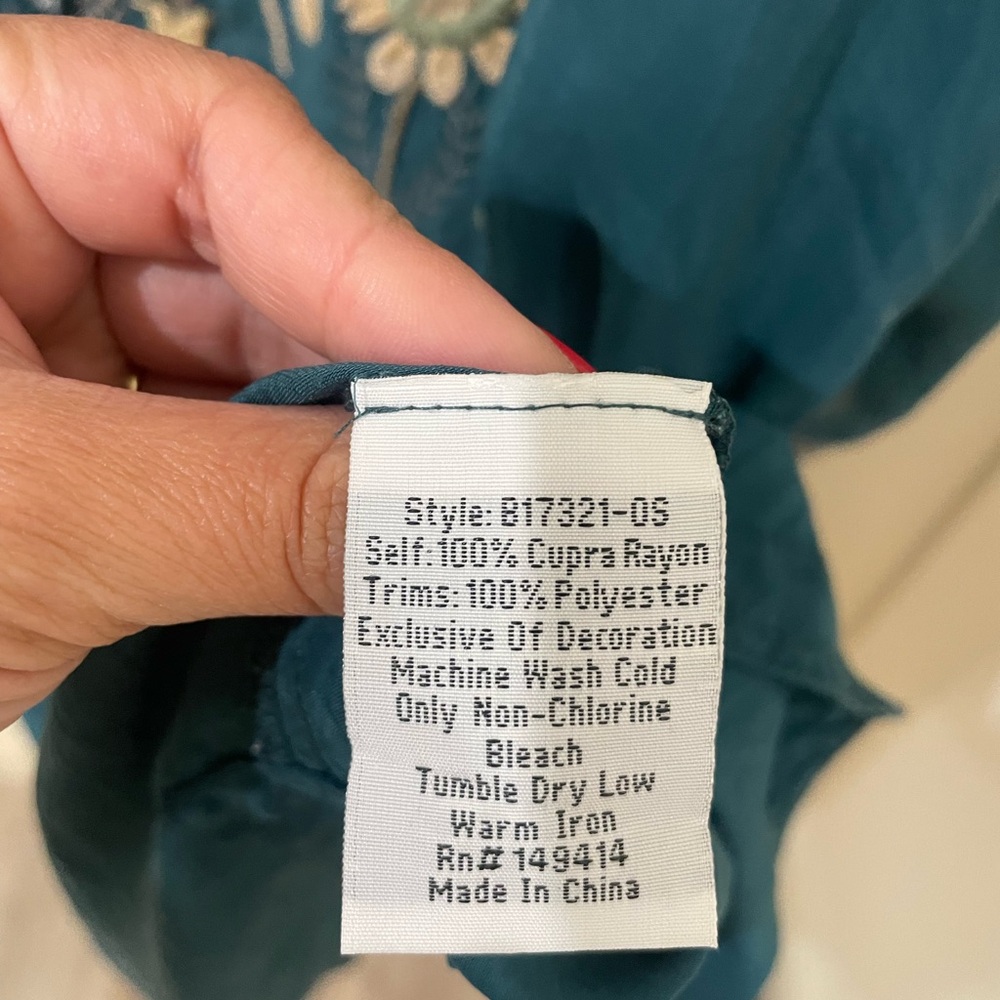 Style: B17321-OS
Self:100% Cupra Rayon
Trims: 100% Polyester
Exclusive Of Decoration
Machine Wash Cold
Only Non-Chlorine
Bleach
Tumble Dry Low
Warm Iron
Rn# 149414
Made In China